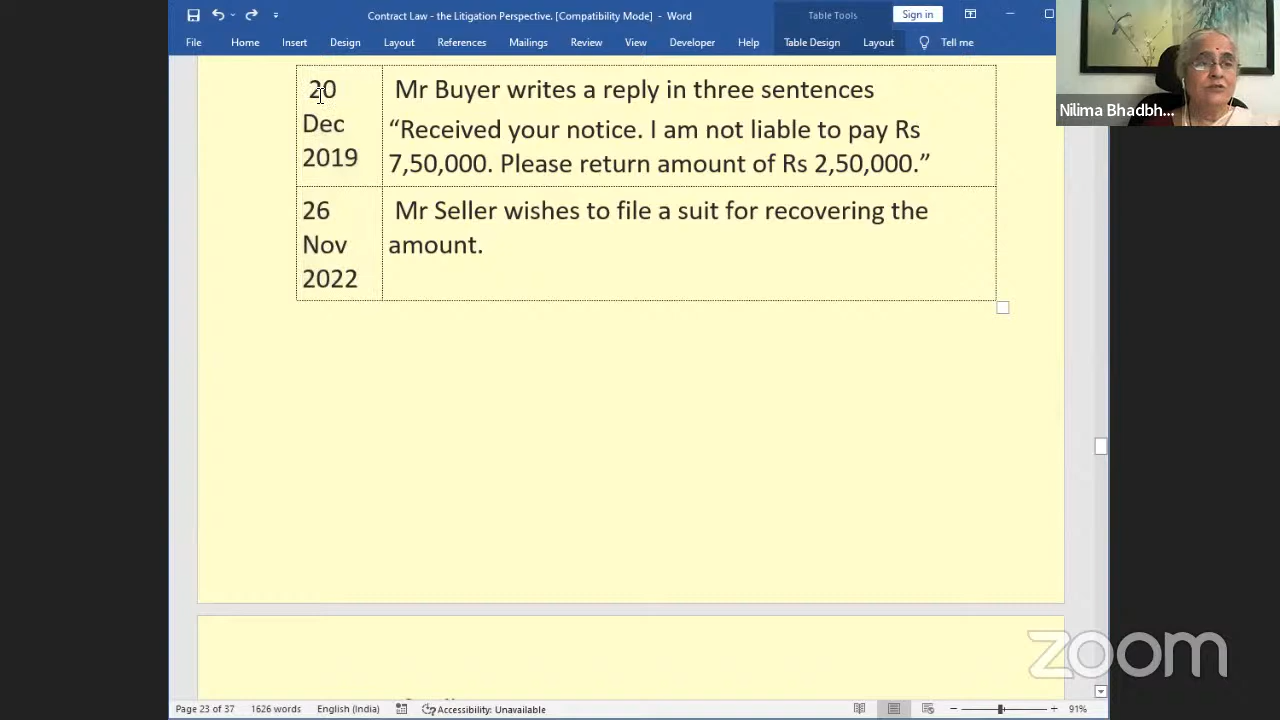 Contract Law - the Litigation Perspective. [Compatibility Mode] - Word
Table Tools
Sign in
File Home Insert Design Layout References Mailings Review View Developer Help Table Design Layout Tell me
20 Dec 2019
Mr Buyer writes a reply in three sentences
“Received your notice. I am not liable to pay Rs
7,50,000. Please return amount of Rs 2,50,000.”
26 Nov 2022
Mr Seller wishes to file a suit for recovering the
amount.
Nilima Bhadbh...
zoom
Page 23 of 37 1626 words English (India) Accessibility: Unavailable 91%